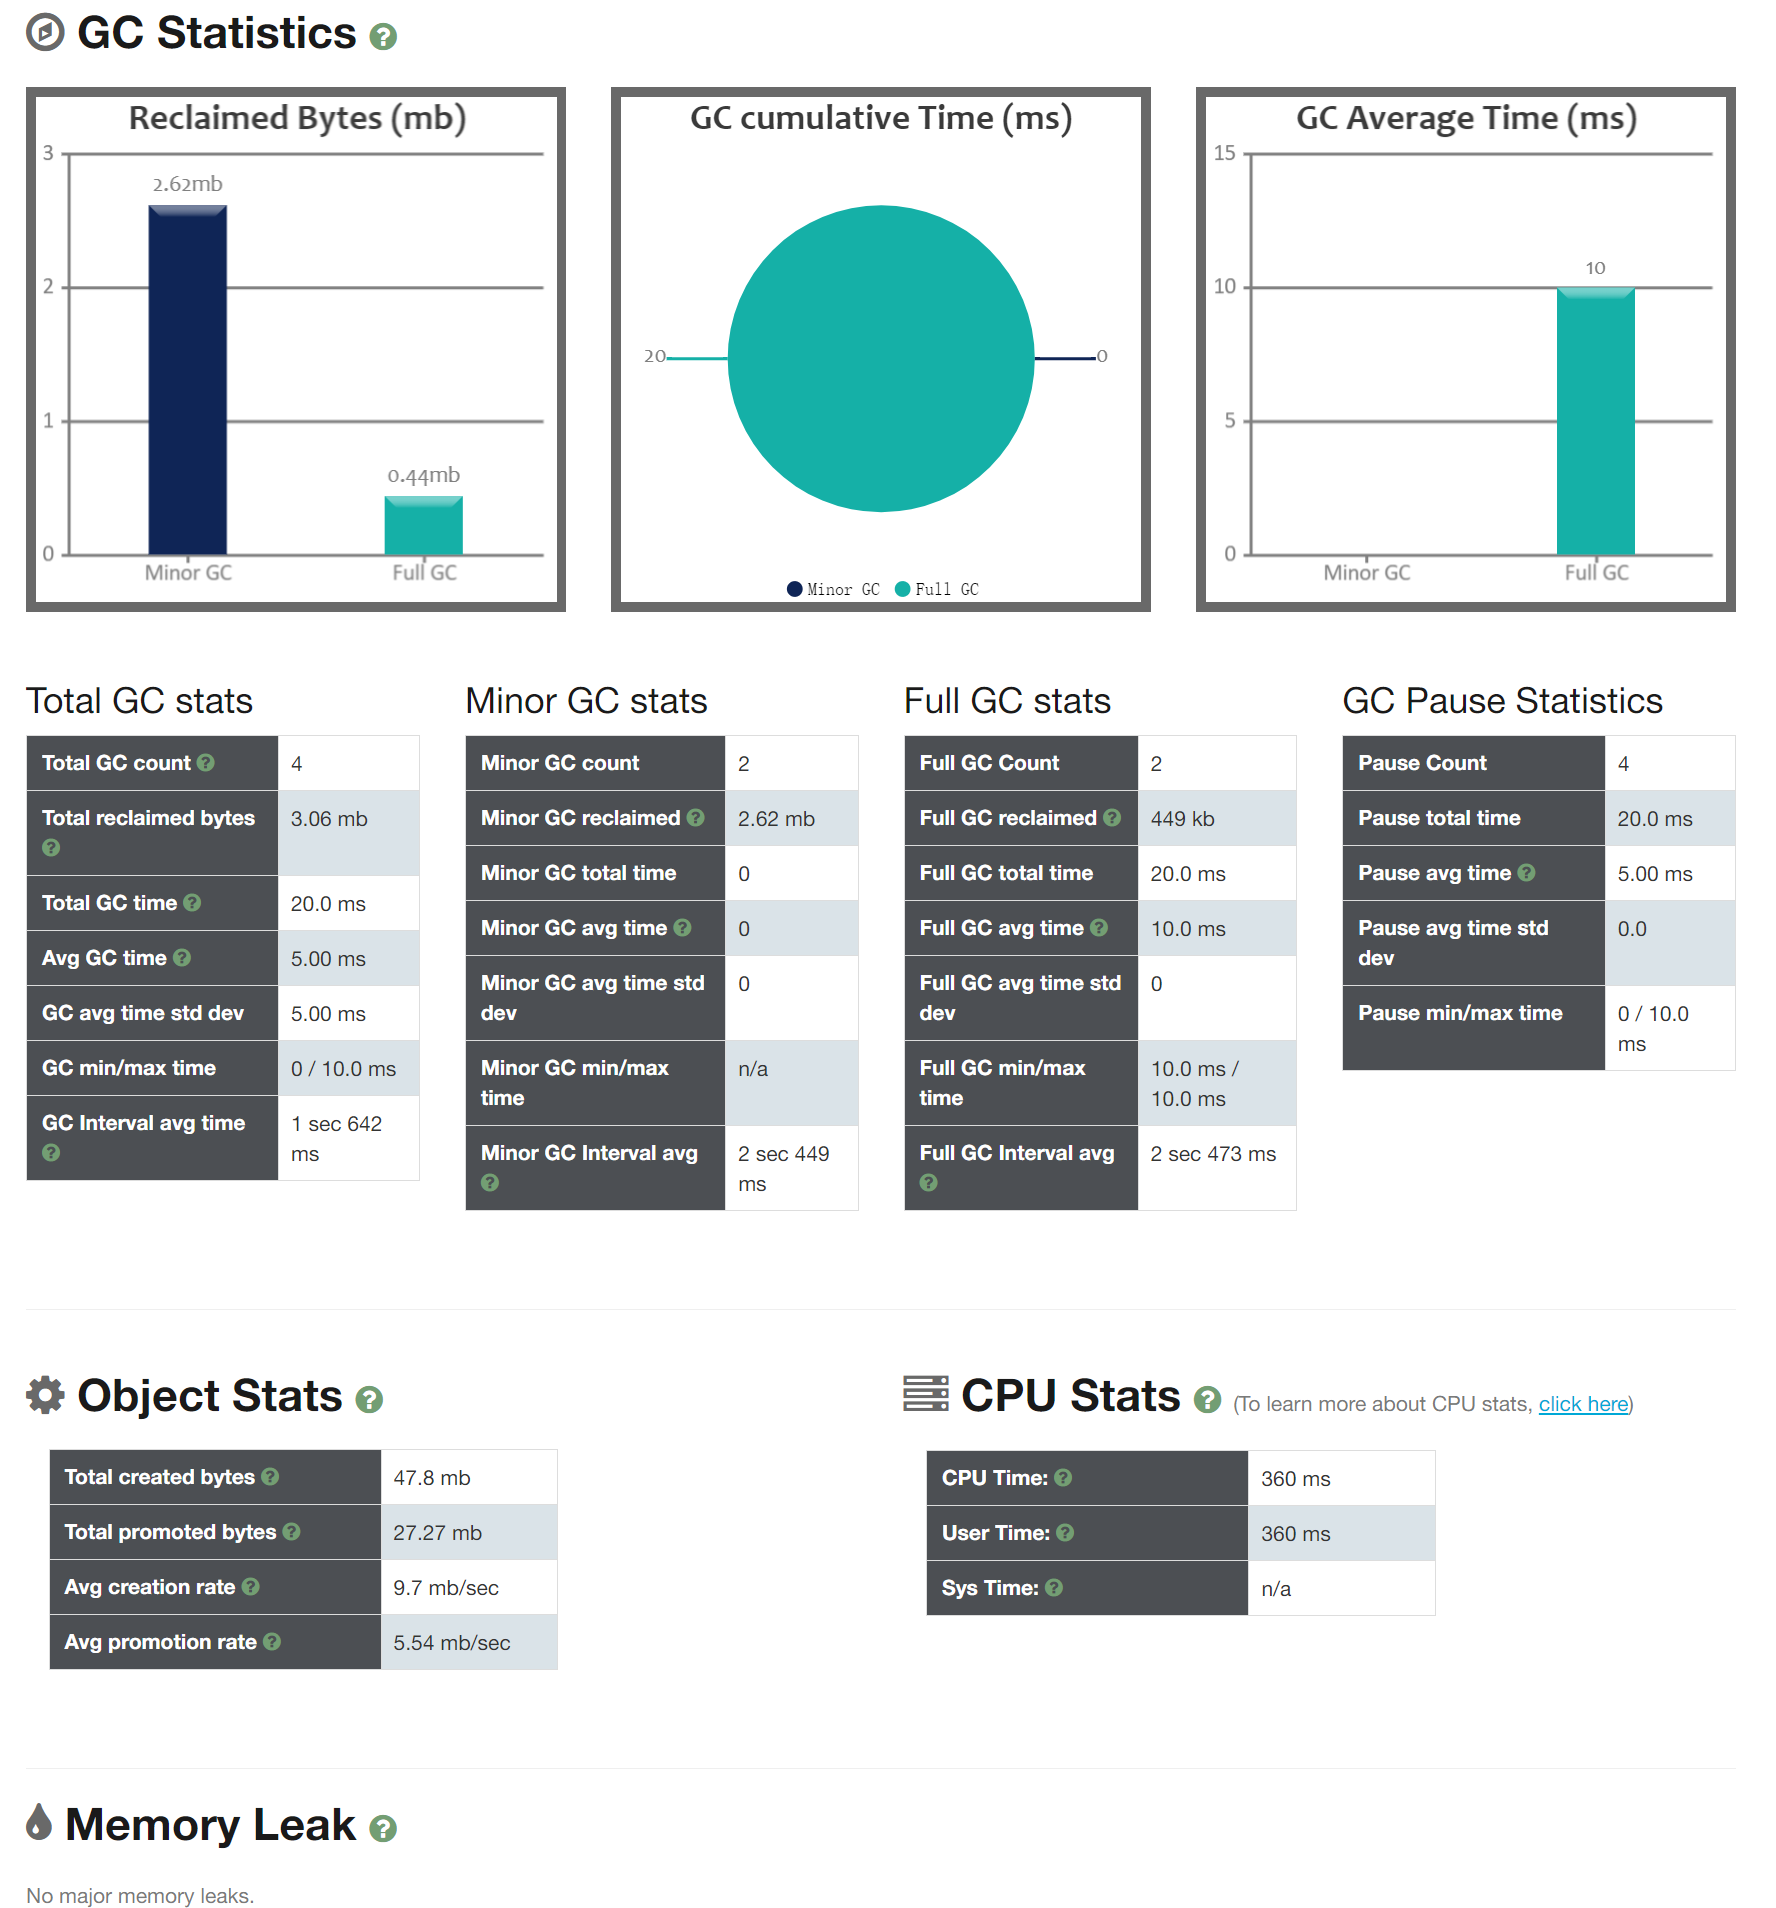 GC Statistics ?
Reclaimed Bytes (mb)
3
2.62mb
2
1
0.44mb
0
Minor GC
Full GC
GC cumulative Time (ms)
20
0
Minor GC
Full GC
GC Average Time (ms)
15
10
10
5
0
Minor GC
Full GC
Total GC stats
Total GC count ? 4
Total reclaimed bytes 3.06 mb
?
Total GC time ? 20.0 ms
Avg GC time ? 5.00 ms
GC avg time std dev 5.00 ms
GC min/max time 0 / 10.0 ms
GC Interval avg time 1 sec 642
? ms
Minor GC stats
Minor GC count 2
Minor GC reclaimed ? 2.62 mb
Minor GC total time 0
Minor GC avg time ? 0
Minor GC avg time std 0
dev
Minor GC min/max n/a
time
Minor GC Interval avg 2 sec 449
? ms
Full GC stats
Full GC Count 2
Full GC reclaimed ? 449 kb
Full GC total time 20.0 ms
Full GC avg time ? 10.0 ms
Full GC avg time std 0
dev
Full GC min/max 10.0 ms /
time 10.0 ms
Full GC Interval avg 2 sec 473 ms
?
GC Pause Statistics
Pause Count 4
Pause total time 20.0 ms
Pause avg time ? 5.00 ms
Pause avg time std 0.0
dev
Pause min/max time 0 / 10.0
ms
Object Stats ?
Total created bytes ? 47.8 mb
Total promoted bytes ? 27.27 mb
Avg creation rate ? 9.7 mb/sec
Avg promotion rate ? 5.54 mb/sec
CPU Stats ? (To learn more about CPU stats, click here)
CPU Time: ? 360 ms
User Time: ? 360 ms
Sys Time: ? n/a
Memory Leak ?
No major memory leaks.